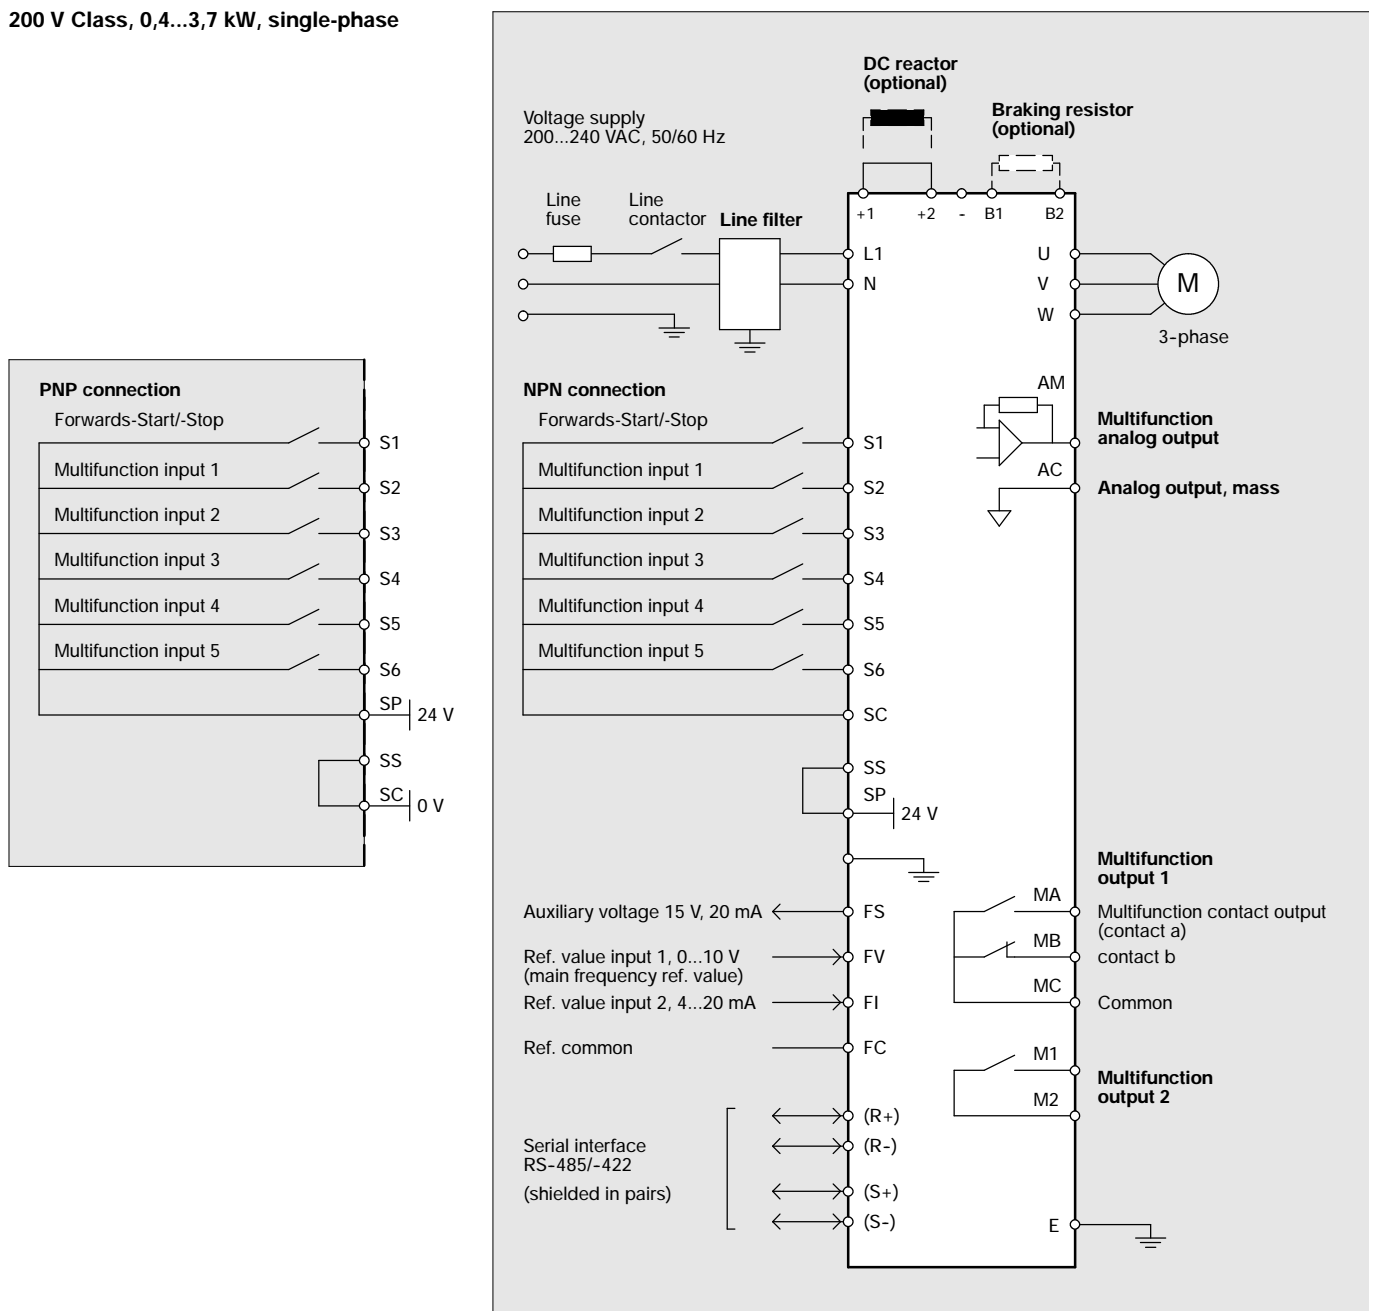 200 V Class, 0,4...3,7 kW, single-phase
DC reactor
(optional)
Braking resistor
(optional)
Voltage supply
200...240 VAC, 50/60 Hz
Line
fuse
Line
contactor
Line filter
+1
+2
-
B1
B2
L1
N
U
V
W
M
3-phase
PNP connection
Forwards-Start/-Stop
S1
Multifunction input 1
S2
Multifunction input 2
S3
Multifunction input 3
S4
Multifunction input 4
S5
Multifunction input 5
S6
SP
24 V
SS
SC
0 V
NPN connection
Forwards-Start/-Stop
S1
Multifunction input 1
S2
Multifunction input 2
S3
Multifunction input 3
S4
Multifunction input 4
S5
Multifunction input 5
S6
SC
SS
SP
24 V
AM
Multifunction
analog output
AC
Analog output, mass
Auxiliary voltage 15 V, 20 mA
FS
Ref. value input 1, 0...10 V
(main frequency ref. value)
FV
Ref. value input 2, 4...20 mA
FI
Ref. common
FC
Serial interface
RS-485/-422
(shielded in pairs)
(R+)
(R-)
(S+)
(S-)
Multifunction
output 1
MA
Multifunction contact output
(contact a)
MB
contact b
MC
Common
M1
Multifunction
output 2
M2
E